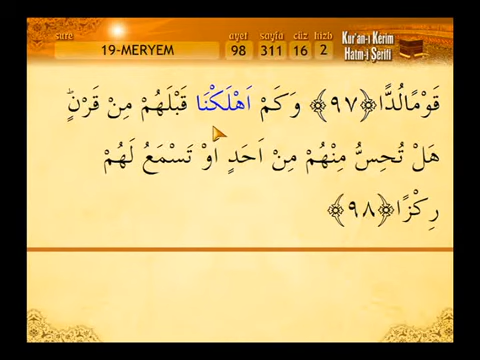 sure ayet sayfa cüz hizb
19-MERYEM 98 311 16 2
Kur'an-ı Kerim
Hatm-i Şerifi
قَوْمًا لُدًّا ﴿٩٧﴾ وَكَمْ اَهْلَكْنَا قَبْلَهُمْ مِنْ قَرْنٍۜ
هَلْ تُحِسُّ مِنْهُمْ مِنْ اَحَدٍ اَوْ تَسْمَعُ لَهُمْ
رِكْزًا ﴿٩٨﴾